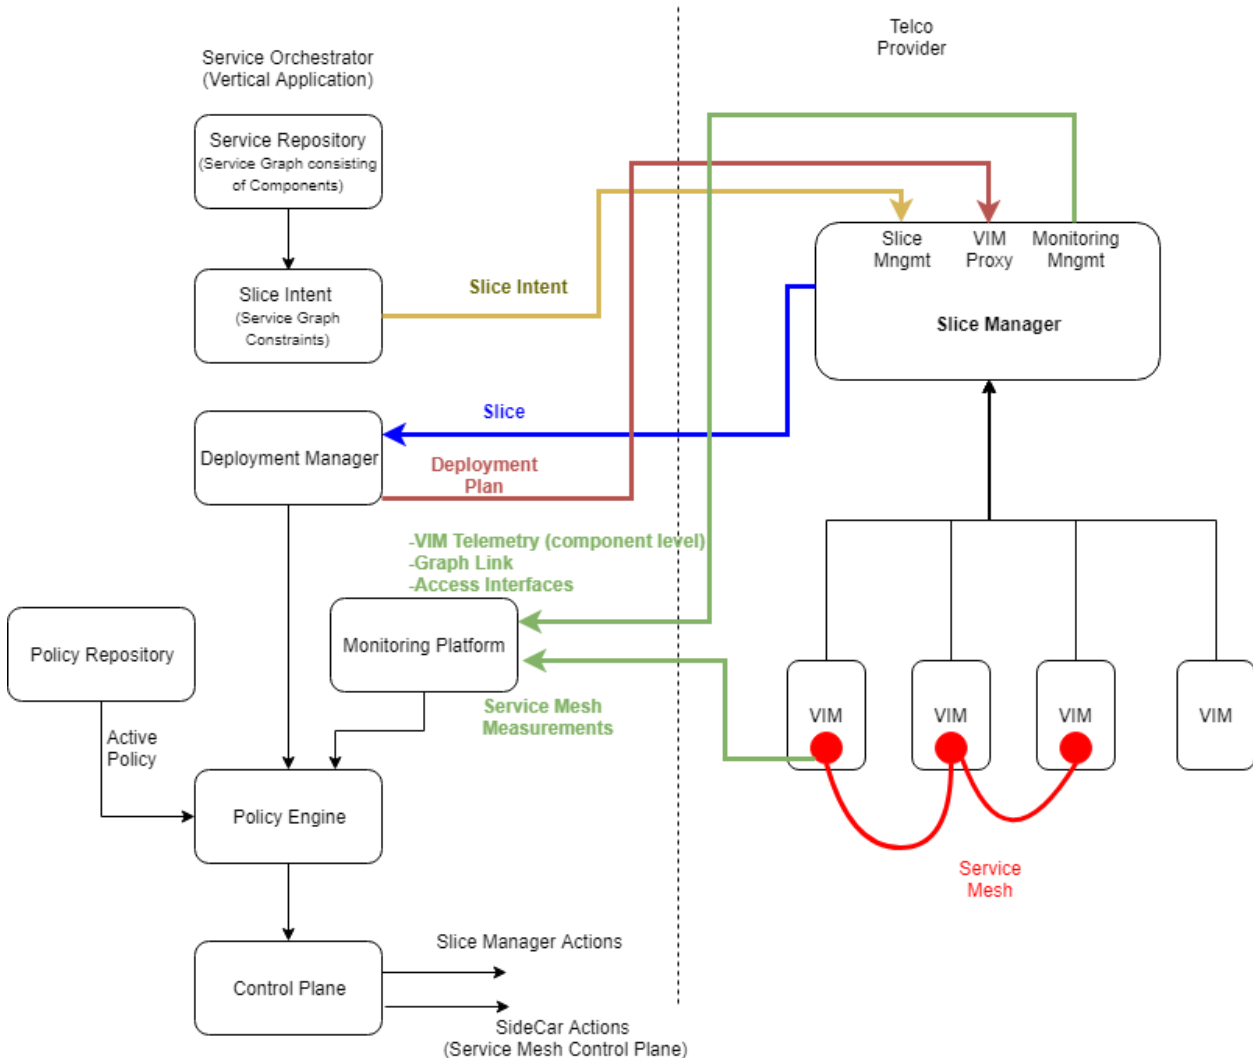 Telco
Provider
Service Orchestrator
(Vertical Application)
Service Repository
(Service Graph consisting
of Components)
Slice Intent
(Service Graph
Constraints)
Slice Intent
Slice
Mngmt
VIM
Proxy
Monitoring
Mngmt
Slice Manager
Slice
Deployment Manager
Deployment
Plan
-VIM Telemetry (component level)
-Graph Link
-Access Interfaces
Policy Repository
Monitoring Platform
Service Mesh
Measurements
VIM
VIM
VIM
VIM
Active
Policy
Policy Engine
Service
Mesh
Slice Manager Actions
Control Plane
SideCar Actions
(Service Mesh Control Plane)